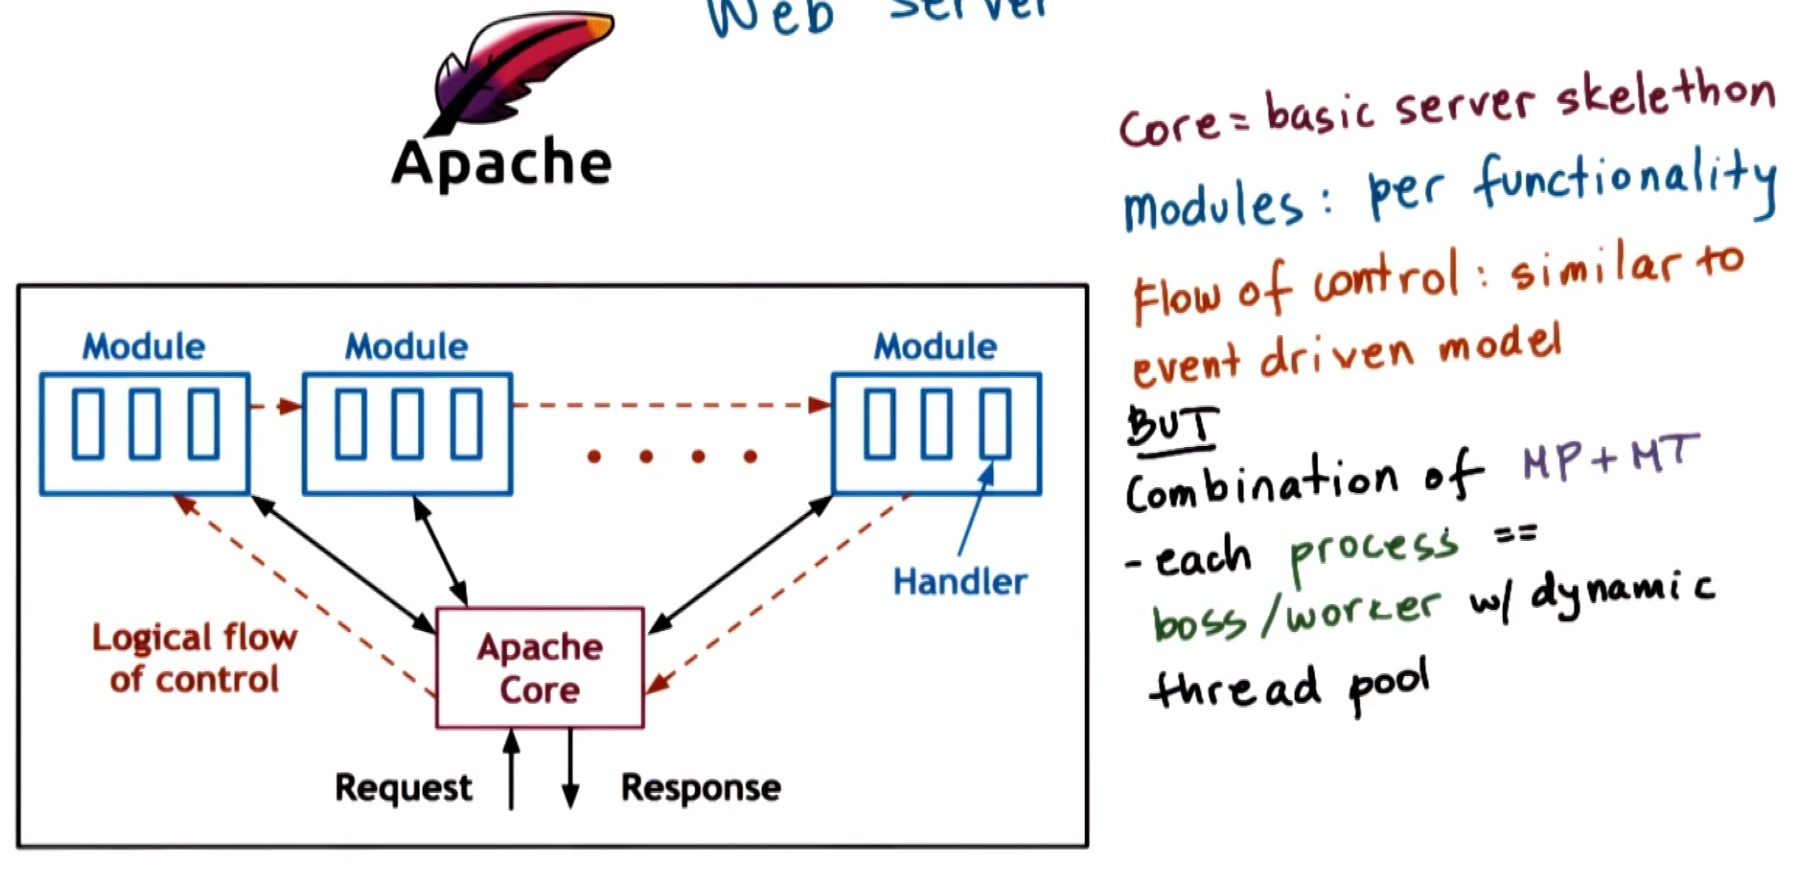 Web Server
Apache
Core = basic server skelethon
modules : per functionality
Flow of control : similar to
event driven model
BUT
Combination of MP + MT
- each process ==
boss / worker w/ dynamic
thread pool
Module
Module
Module
Handler
Logical flow
of control
Apache
Core
Request
Response